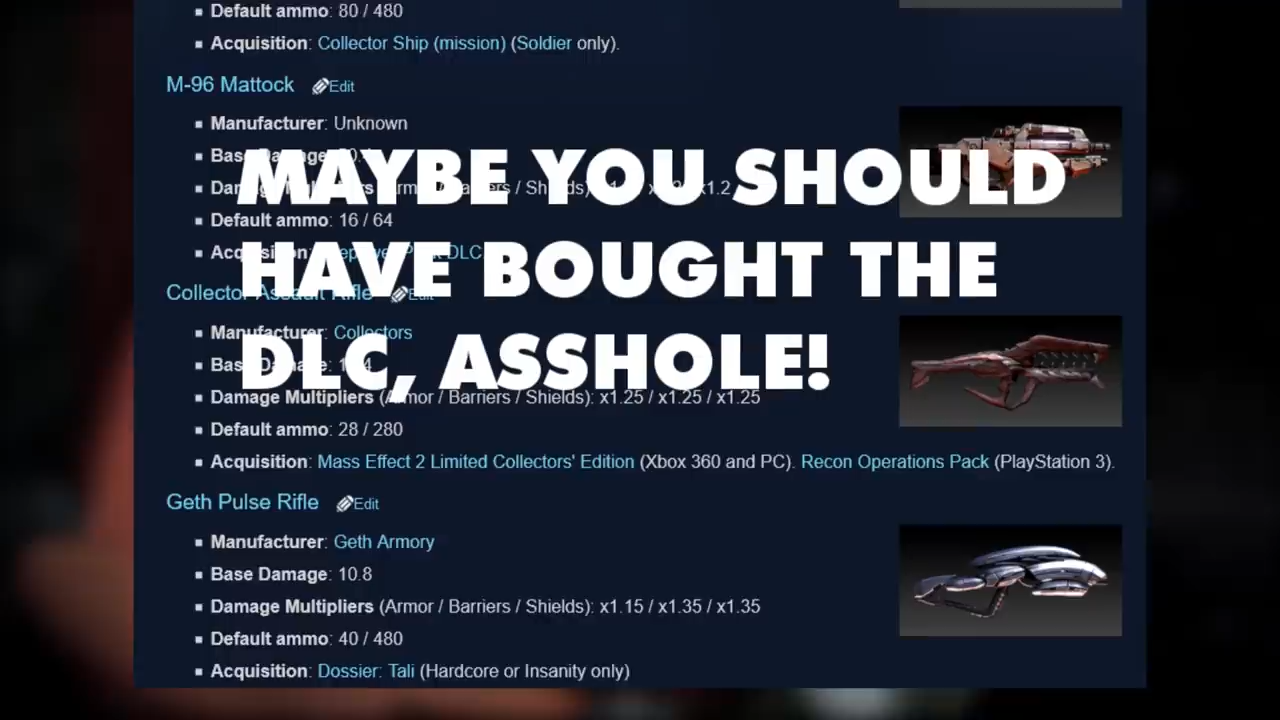 Default ammo: 80 / 480
Acquisition: Collector Ship (mission) (Soldier only).
M-96 Mattock Edit
Manufacturer: Unknown
MAYBE YOU SHOULD
Default ammo: 16 / 64
HAVE BOUGHT THE
DLC
Edit
Manufacturer: Collectors
DLC, ASSHOLE!
Damage Multipliers (Armor / Barriers / Shields): x1.25 / x1.25 / x1.25
Default ammo: 28 / 280
Acquisition: Mass Effect 2 Limited Collectors' Edition (Xbox 360 and PC). Recon Operations Pack (PlayStation 3).
Geth Pulse Rifle Edit
Manufacturer: Geth Armory
Base Damage: 10.8
Damage Multipliers (Armor / Barriers / Shields): x1.15 / x1.35 / x1.35
Default ammo: 40 / 480
Acquisition: Dossier: Tali (Hardcore or Insanity only)